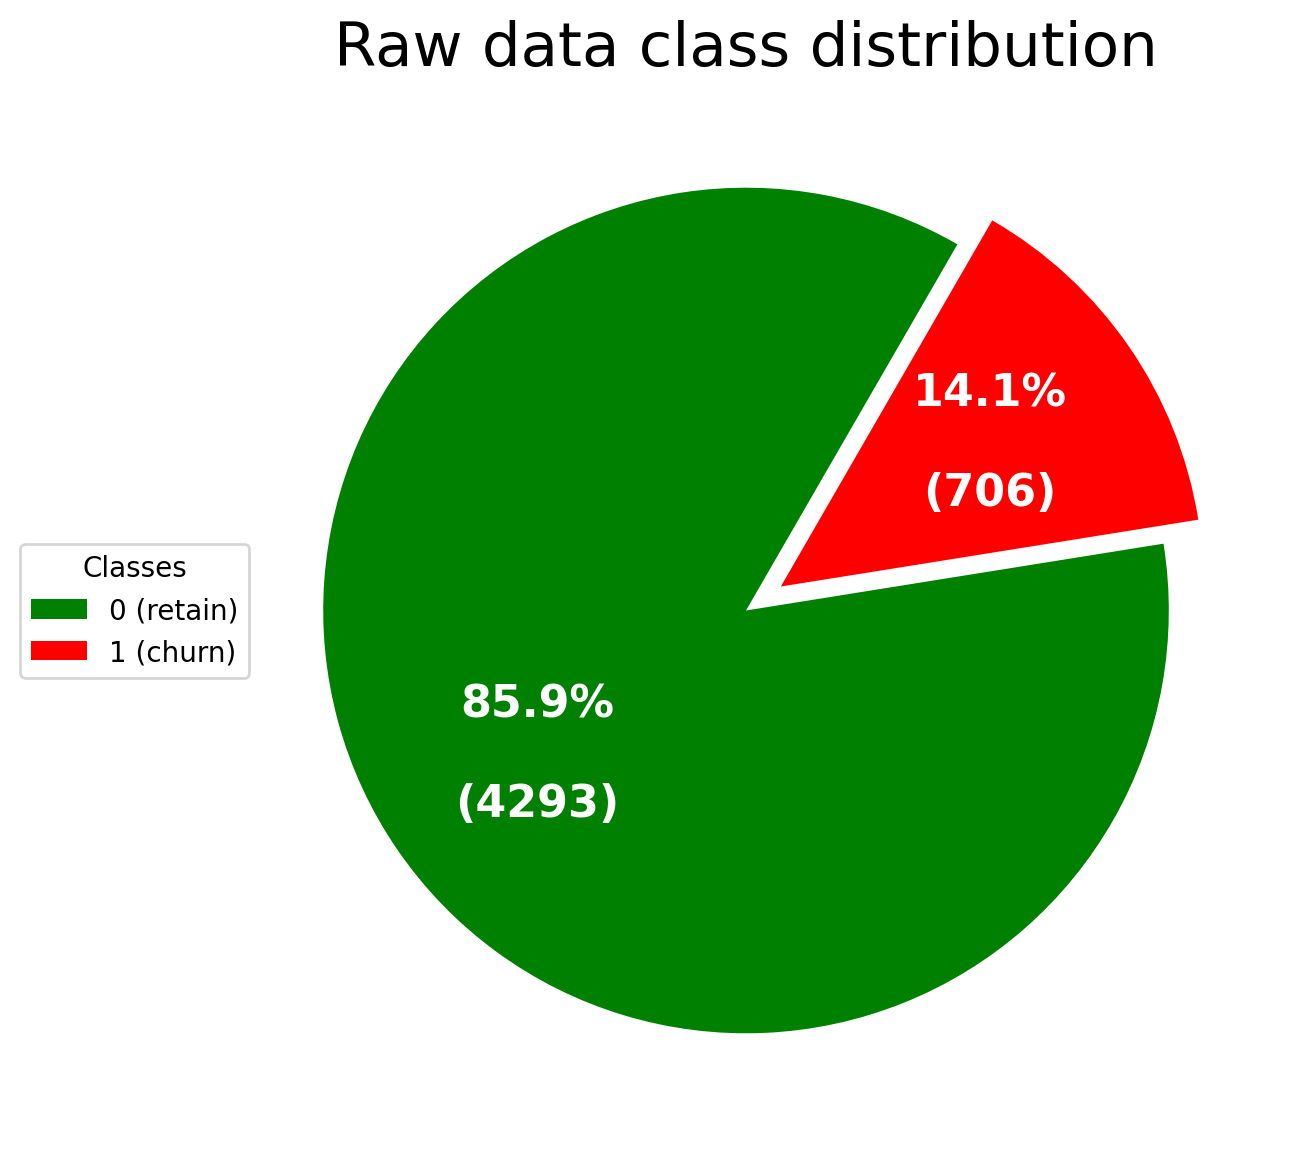 Raw data class distribution
14.1%
(706)
Classes
0 (retain)
1 (churn)
85.9%
(4293)